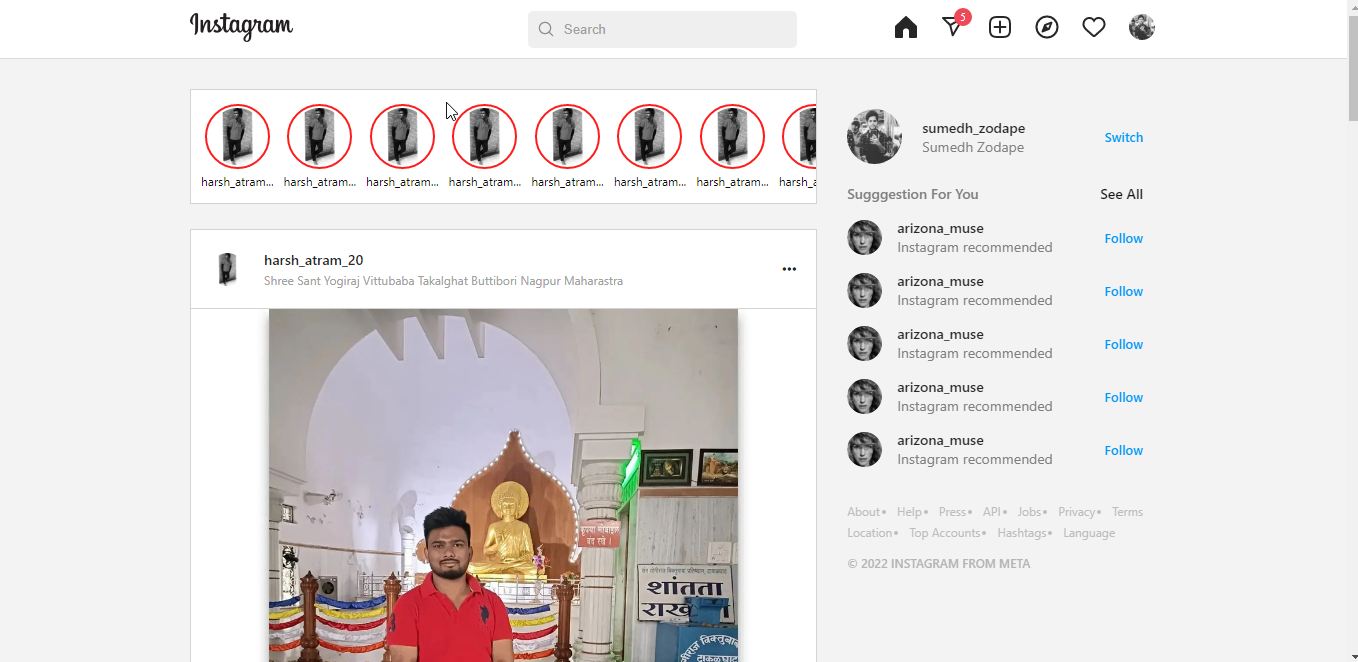 Instagram
Search
5
harsh_atram... harsh_atram... harsh_atram... harsh_atram... harsh_atram... harsh_atram... harsh_atram... harsh_a
sumedh_zodape
Sumedh Zodape
Switch
Sugggestion For You
See All
arizona_muse
Instagram recommended
Follow
arizona_muse
Instagram recommended
Follow
arizona_muse
Instagram recommended
Follow
arizona_muse
Instagram recommended
Follow
arizona_muse
Instagram recommended
Follow
About• Help• Press• API• Jobs• Privacy• Terms
Location• Top Accounts• Hashtags• Language
© 2022 INSTAGRAM FROM META
harsh_atram_20
Shree Sant Yogiraj Vittubaba Takalghat Buttibori Nagpur Maharastra
•••
शांतता